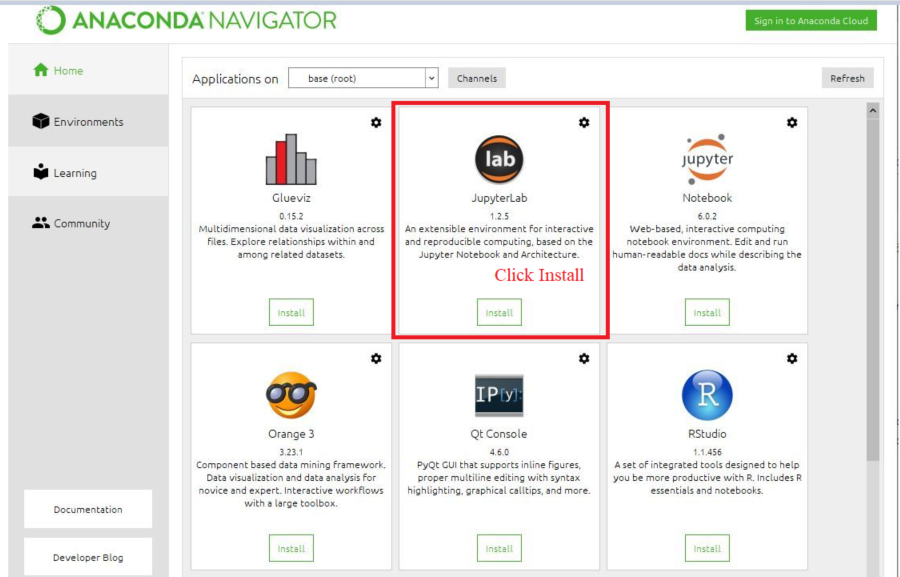 ANACONDA NAVIGATOR
Sign in to Anaconda Cloud
Home
Environments
Learning
Community
Documentation
Developer Blog
Applications on
base (root)
Channels
Refresh
Glueviz
0.15.2
Multidimensional data visualization across
files. Explore relationships within and
among related datasets.
Install
lab
JupyterLab
1.2.5
An extensible environment for interactive
and reproducible computing, based on the
Jupyter Notebook and Architecture.
Click Install
Install
jupyter
Notebook
6.0.2
Web-based, interactive computing
notebook environment. Edit and run
human-readable docs while describing the
data analysis.
Install
Orange 3
3.23.1
Component based data mining framework.
Data visualization and data analysis for
novice and expert. Interactive workflows
with a large toolbox.
Install
IP[y]:
Qt Console
4.6.0
PyQt GUI that supports inline figures,
proper multiline editing with syntax
highlighting, graphical calltips, and more.
Install
R
RStudio
1.1.456
A set of integrated tools designed to help
you be more productive with R. Includes R
essentials and notebooks.
Install